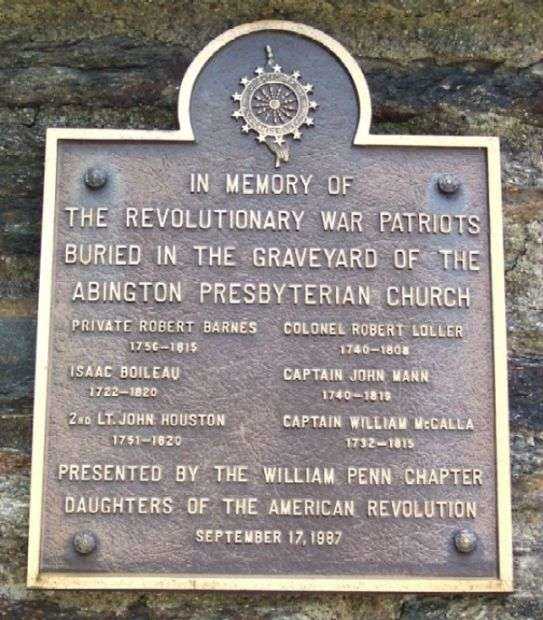 IN MEMORY OF
THE REVOLUTIONARY WAR PATRIOTS
BURIED IN THE GRAVEYARD OF THE
ABINGTON PRESBYTERIAN CHURCH
PRIVATE ROBERT BARNES COLONEL ROBERT LOLLER
1756–1815 1740–1808
ISAAC BOILEAU CAPTAIN JOHN MANN
1722–1820 1740–1819
2ND LT. JOHN HOUSTON CAPTAIN WILLIAM McCALLA
1751–1820 1732–1815
PRESENTED BY THE WILLIAM PENN CHAPTER
DAUGHTERS OF THE AMERICAN REVOLUTION
SEPTEMBER 17, 1987